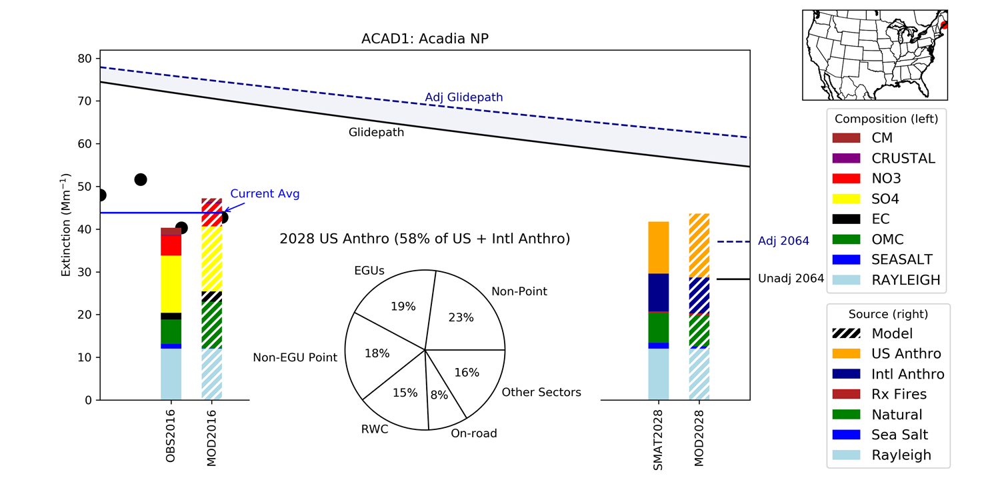 ACAD1: Acadia NP
Extinction (Mm⁻¹)
80
70
60
50
40
30
20
10
0
Adj Glidepath
Glidepath
Current Avg
2028 US Anthro (58% of US + Intl Anthro)
EGUs
19%
Non-Point
23%
Non-EGU Point
18%
Other Sectors
16%
RWC
15%
On-road
8%
OBS2016
MOD2016
SMAT2028
MOD2028
Adj 2064
Unadj 2064
Composition (left)
CM
CRUSTAL
NO3
SO4
EC
OMC
SEASALT
RAYLEIGH
Source (right)
Model
US Anthro
Intl Anthro
Rx Fires
Natural
Sea Salt
Rayleigh